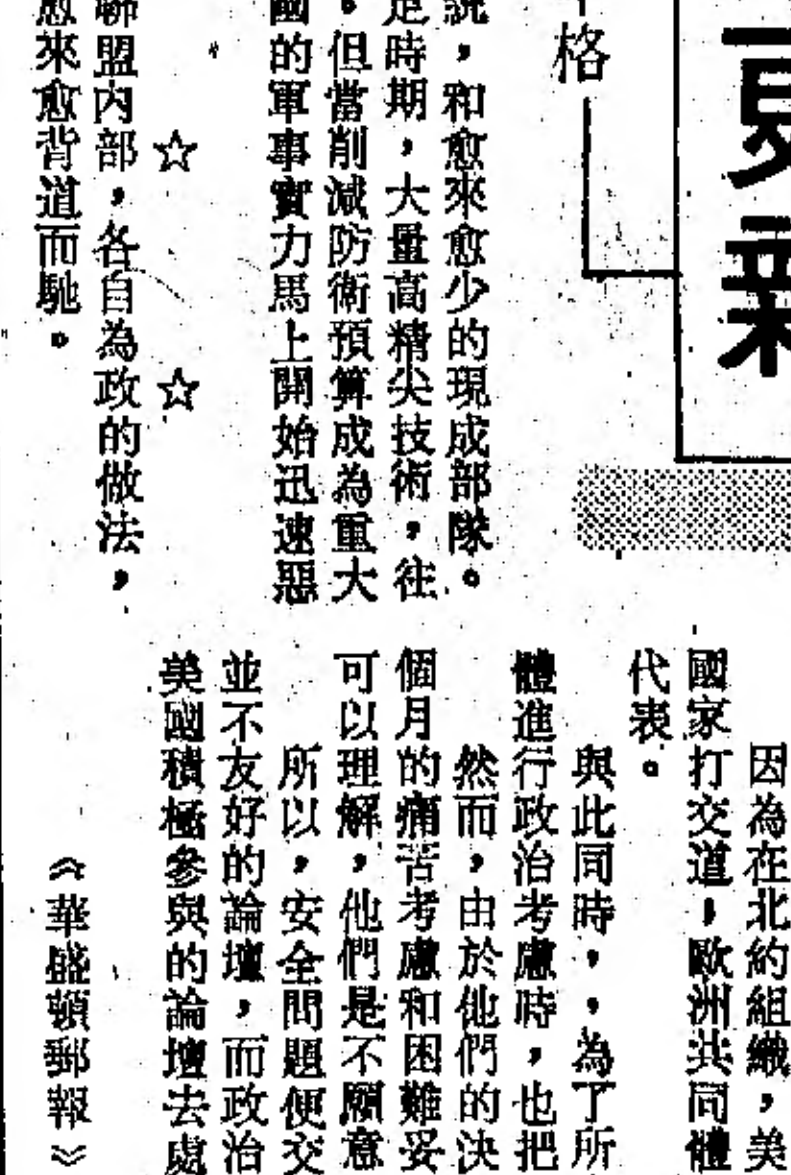 更新
格
說，和愈來愈少的現成部隊。
足時期，大量高精尖技術，往
。但當削減防衛預算成為重大
國的軍事實力馬上開始迅速惡
☆ ☆
聯盟內部，各自為政的做法，
愈來愈背道而馳。
因為在北約組織，美
國家打交道，歐洲共同體
代表。
與此同時，，為了所
體進行政治考慮時，也把
然而，由於他們的決
個月的痛苦考慮和困難妥
可以理解，他們是不願意
所以，安全問題便交
並不友好的論壇，而政治
美國積極參與的論壇去處
《華盛頓郵報》